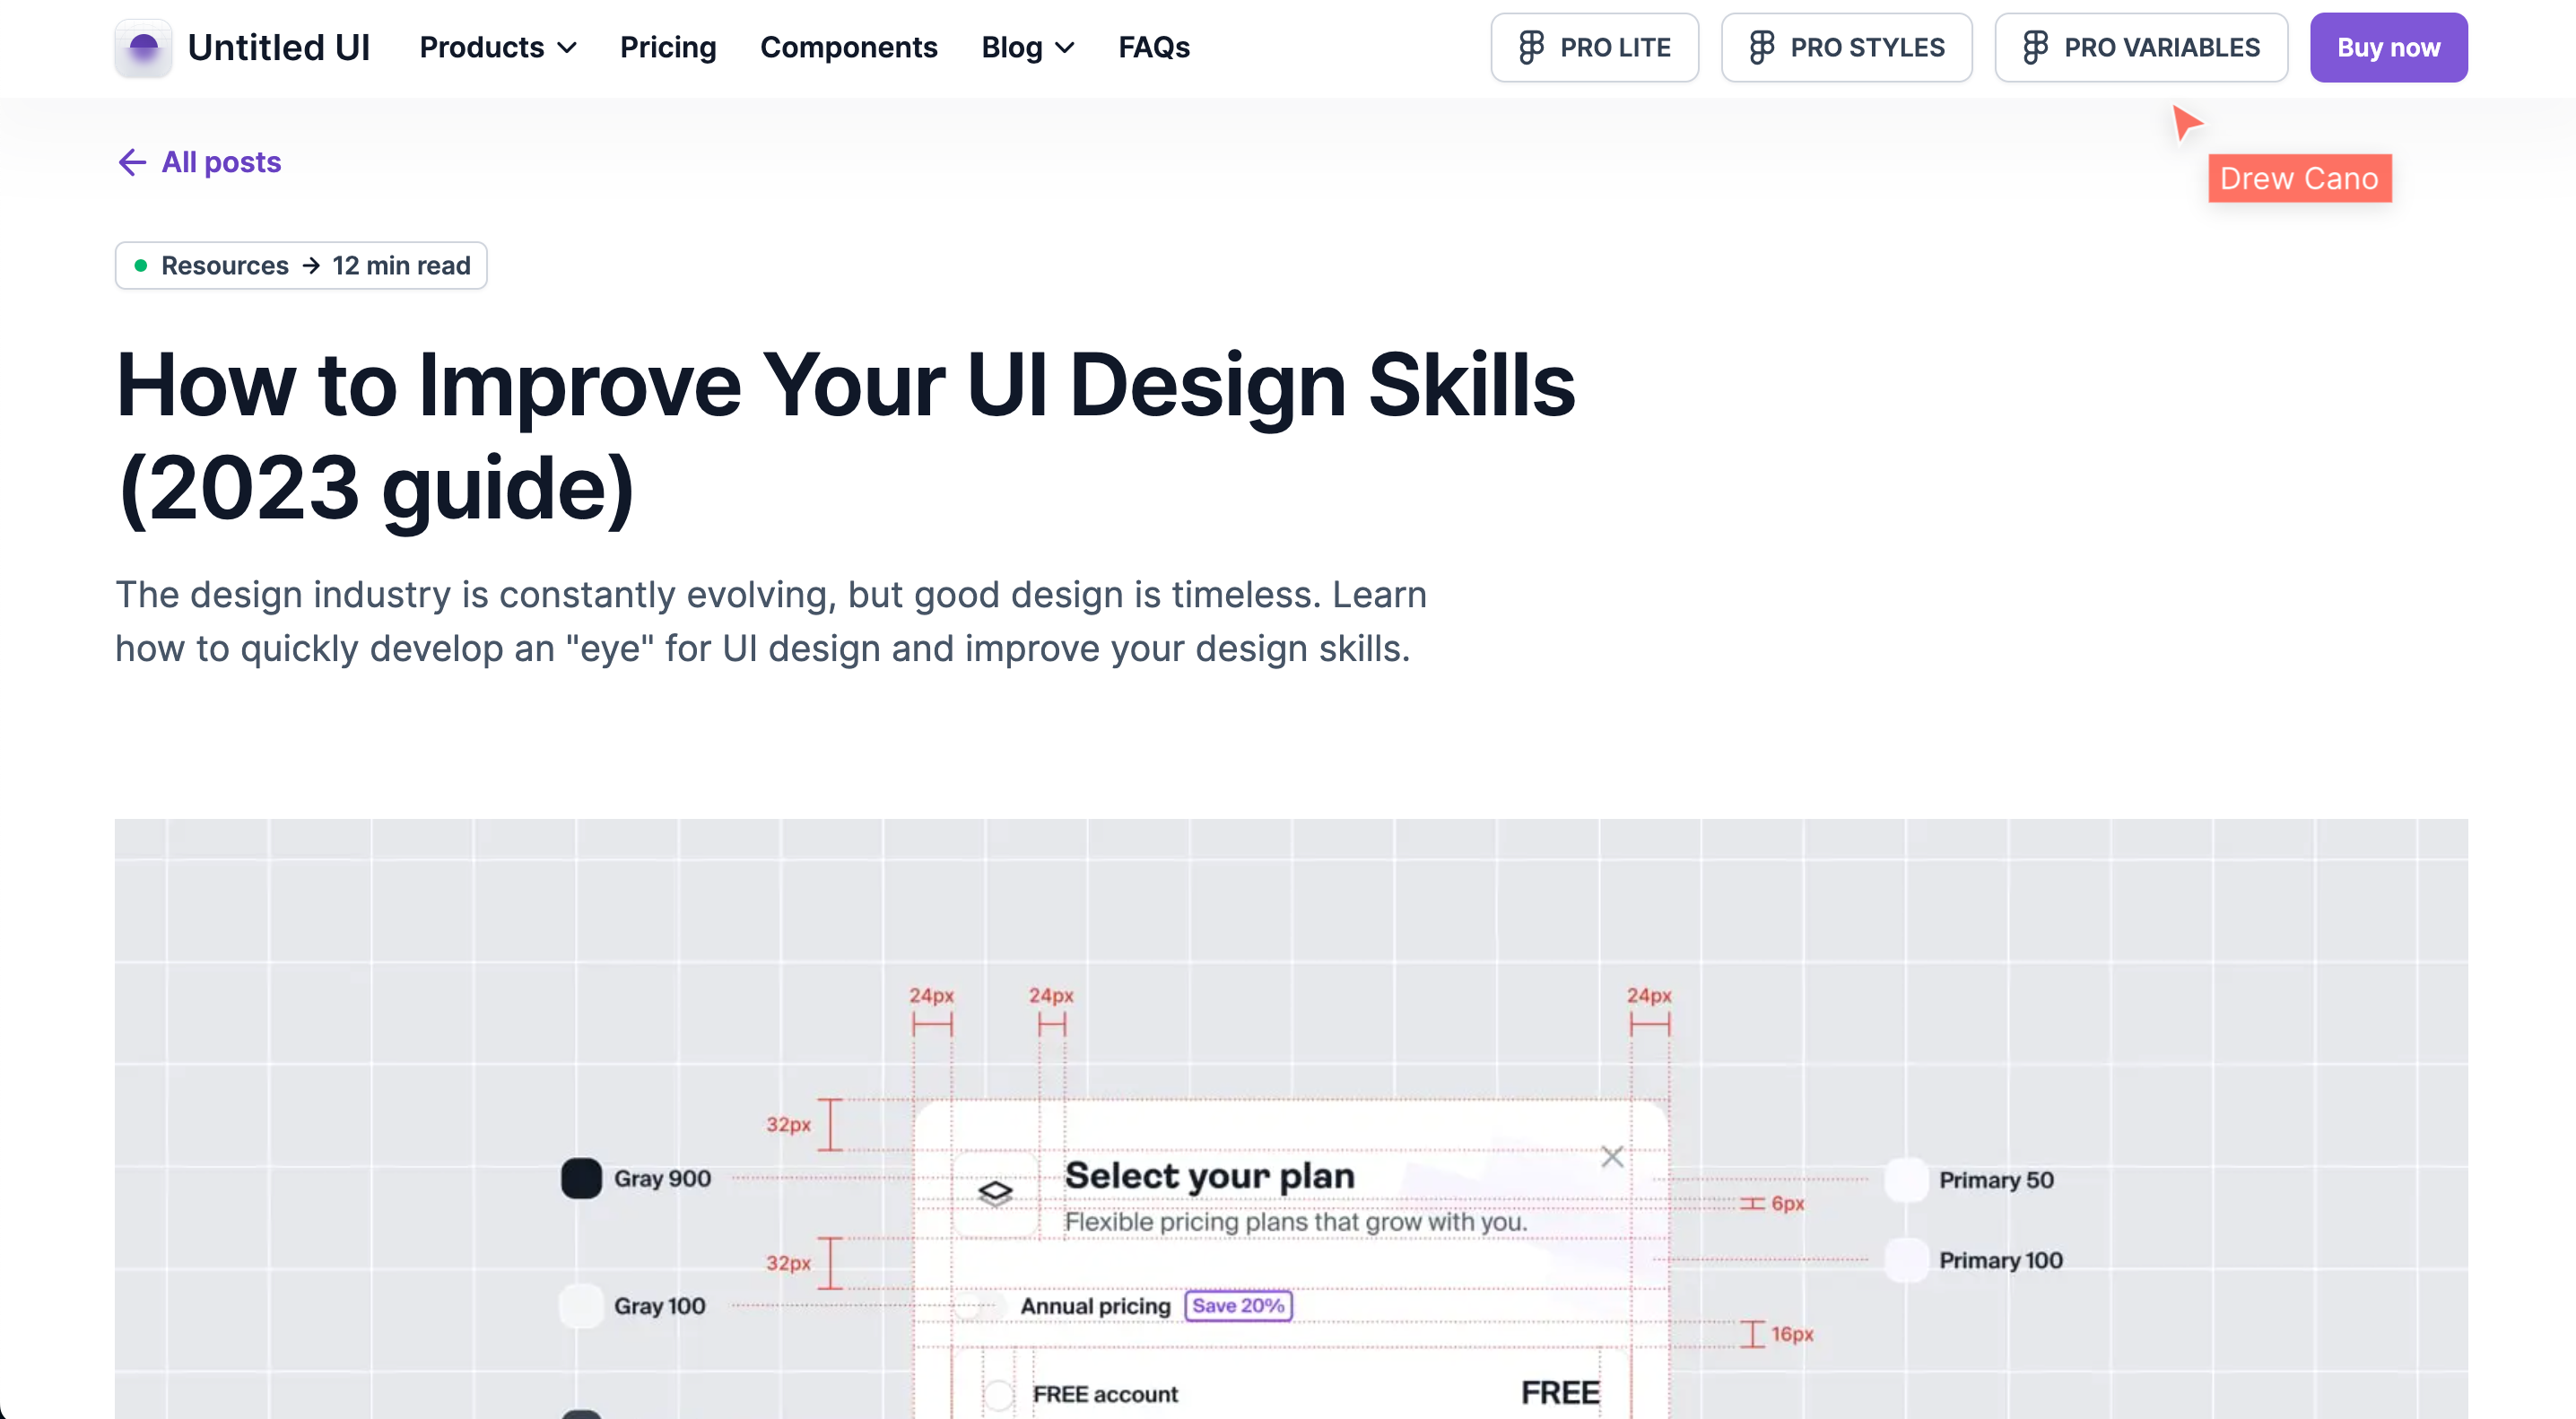 Untitled UI
Products
Pricing
Components
Blog
FAQs
PRO LITE
PRO STYLES
PRO VARIABLES
Buy now
Drew Cano
All posts
Resources → 12 min read
How to Improve Your UI Design Skills
(2023 guide)
The design industry is constantly evolving, but good design is timeless. Learn
how to quickly develop an "eye" for UI design and improve your design skills.
24px
24px
24px
32px
Gray 900
Select your plan
Flexible pricing plans that grow with you.
Primary 50
6px
32px
Primary 100
Gray 100
Annual pricing
Save 20%
16px
FREE account
FREE